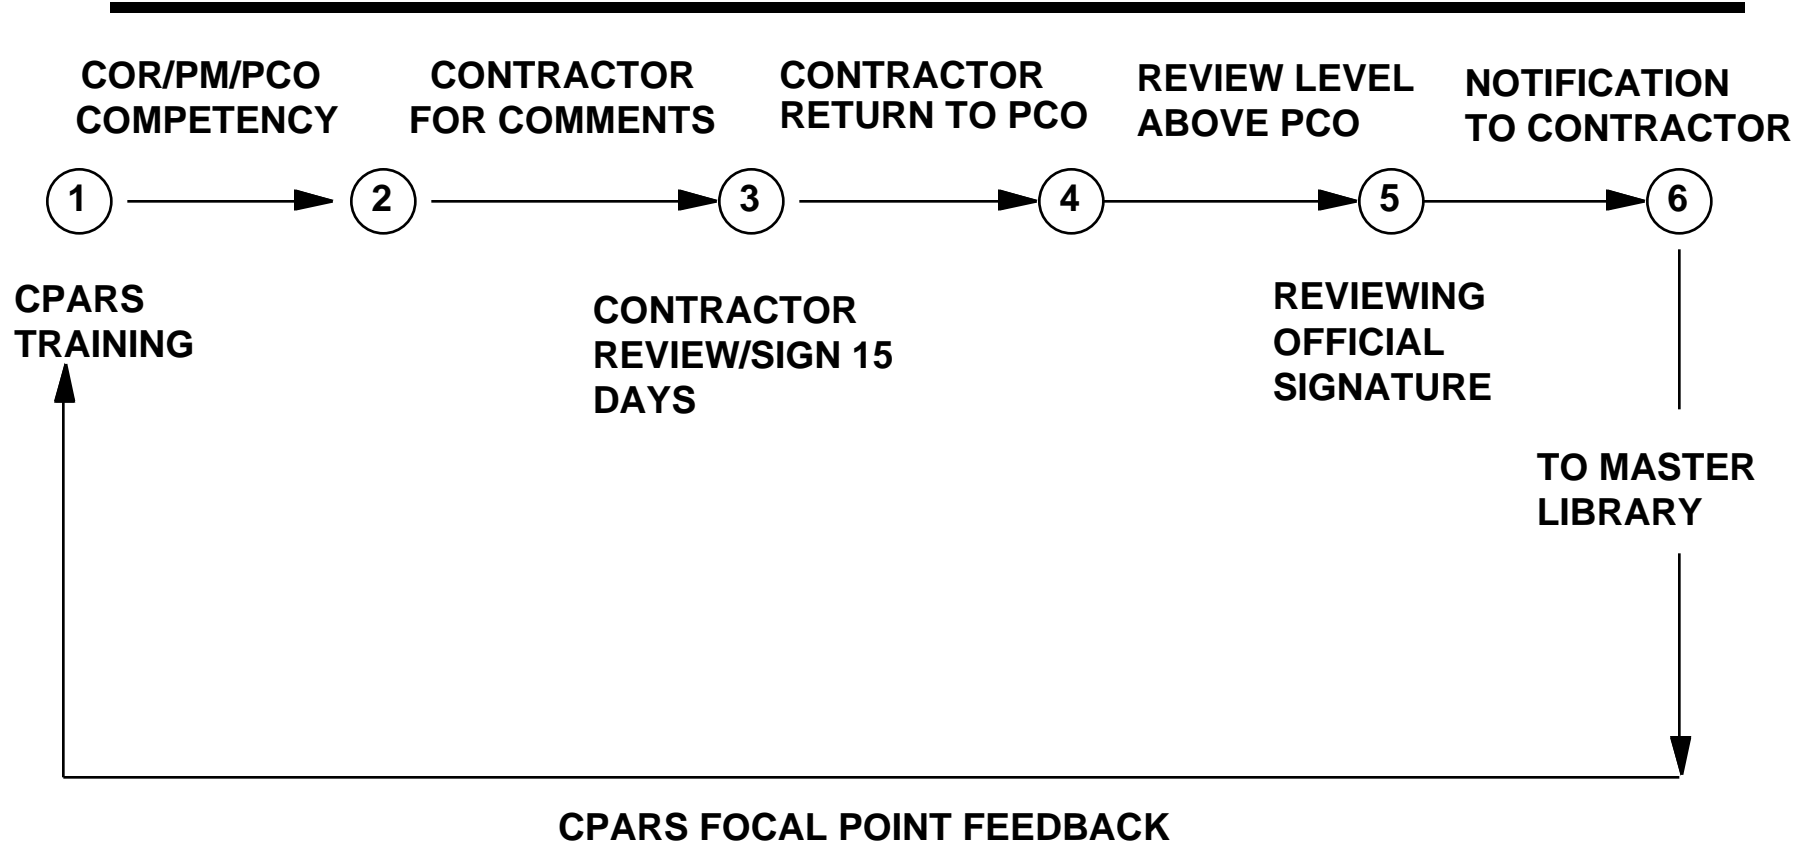 COR/PM/PCO
COMPETENCY
CONTRACTOR
FOR COMMENTS
CONTRACTOR
RETURN TO PCO
REVIEW LEVEL
ABOVE PCO
NOTIFICATION
TO CONTRACTOR
1
2
3
4
5
6
CPARS
TRAINING
CONTRACTOR
REVIEW/SIGN 15
DAYS
REVIEWING
OFFICIAL
SIGNATURE
TO MASTER
LIBRARY
CPARS FOCAL POINT FEEDBACK